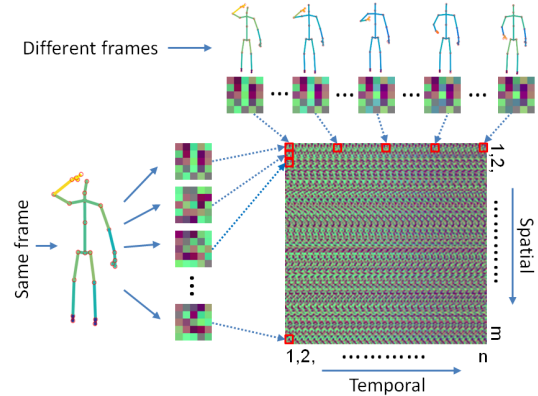 Different frames
Same frame
1,2,
Spatial
m
1,2, n
Temporal